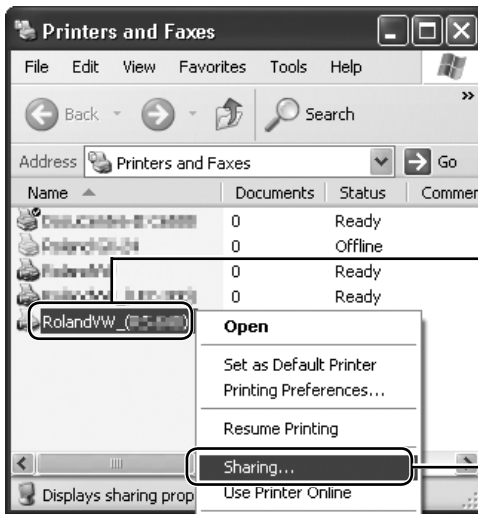 Printers and Faxes
File Edit View Favorites Tools Help
Back Search »
Address Printers and Faxes Go
Name Documents Status Commen
0 Ready
0 Offline
0 Ready
0 Ready
RolandVW_( )
Open
Set as Default Printer
Printing Preferences...
Resume Printing
Sharing...
Displays sharing prop
Use Printer Online